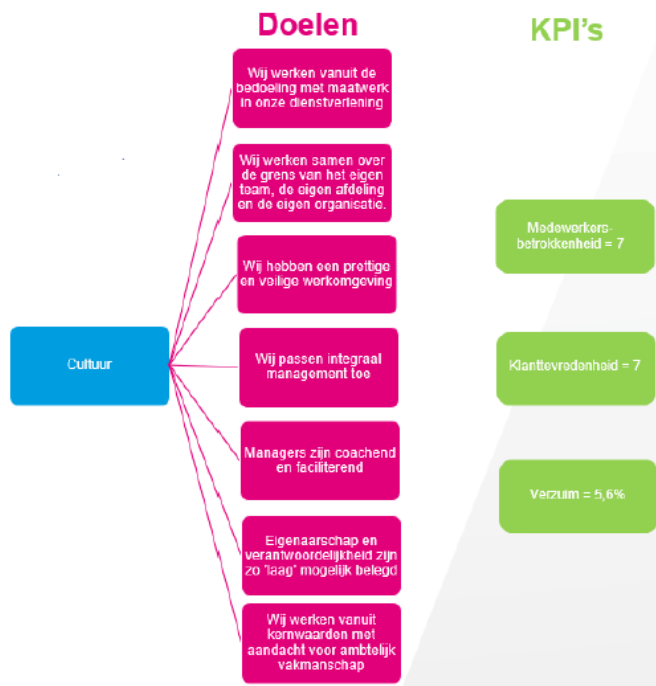 Doelen
KPI's
Wij werken vanuit de
bedoeling met maatwerk
in onze dienstverlening
Wij werken samen over
de grens van het eigen
team, de eigen afdeling
en de eigen organisatie.
Wij hebben een prettige
en veilige werkomgeving
Cultuur
Wij passen integraal
management toe
Managers zijn coachend
en faciliterend
Eigenaarschap en
verantwoordelijkheid zijn
zo 'laag' mogelijk belegd
Wij werken vanuit
kernwaarden met
aandacht voor ambtelijk
vakmanschap
Medewerkers-
betrokkenheid = 7
Klanttevredenheid = 7
Verzuim = 5,6%